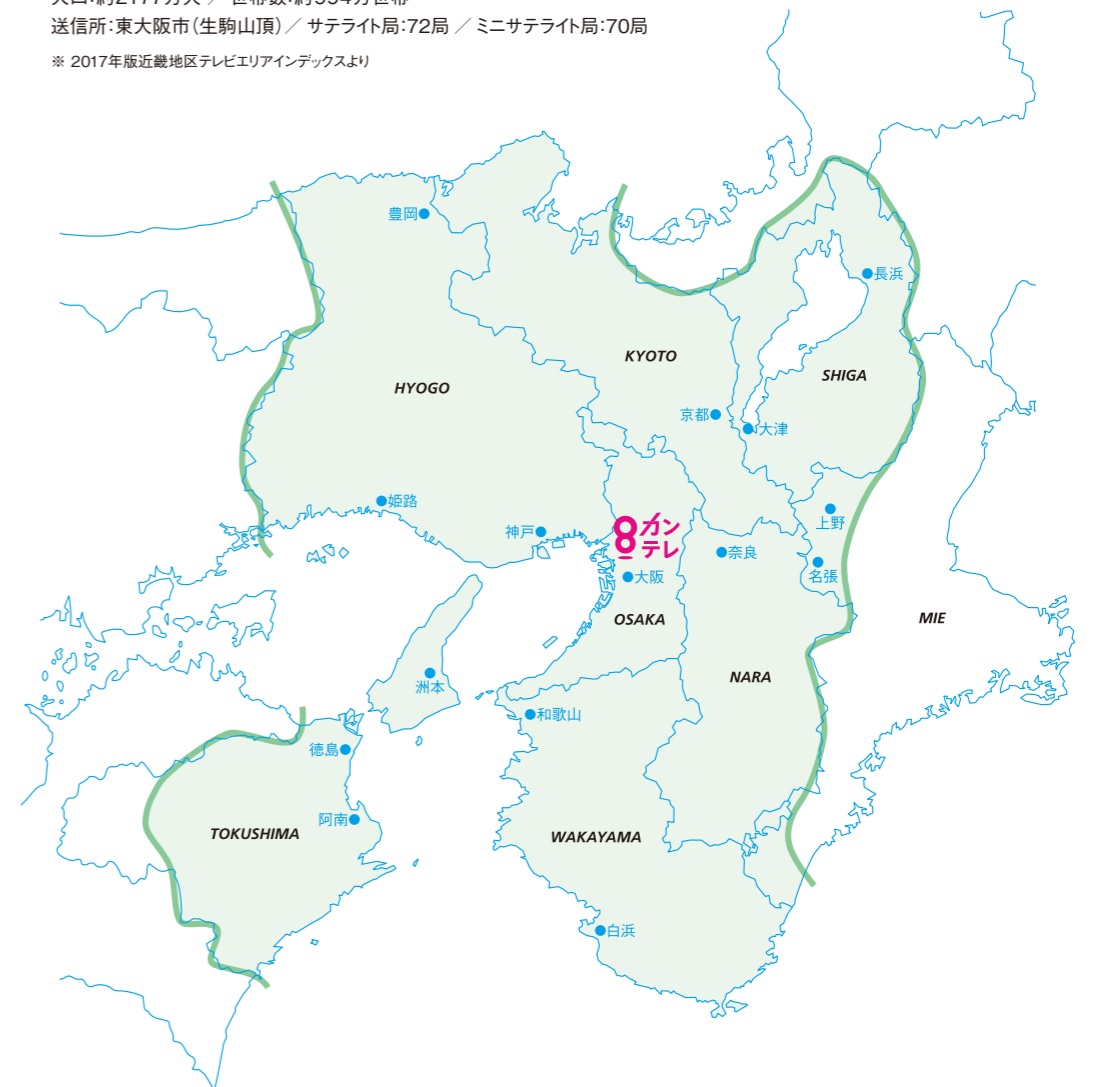 送信所：東大阪市（生駒山頂）／ サテライト局：72局 ／ ミニサテライト局：70局
※ 2017年版近畿地区テレビエリアインデックスより
豊岡
長浜
KYOTO
SHIGA
HYOGO
京都
大津
姫路
上野
8カンテレ
神戸
奈良
名張
大阪
OSAKA
MIE
NARA
洲本
和歌山
徳島
阿南
TOKUSHIMA
WAKAYAMA
白浜